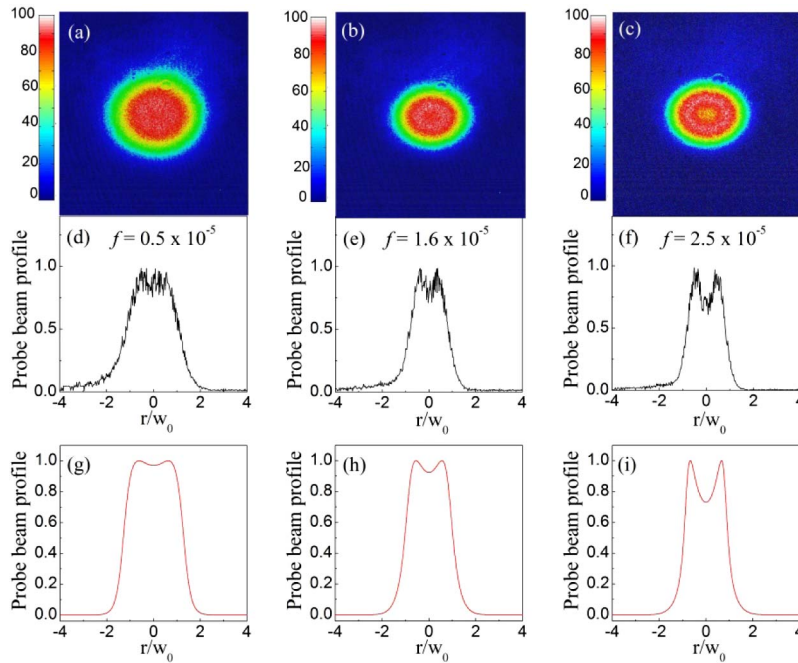 100
80
60
40
20
0
(a)
100
80
60
40
20
0
(b)
100
80
60
40
20
0
(c)
Probe beam profile
1.0
0.5
0.0
(d)
f = 0.5 x 10⁻⁵
-4 -2 0 2 4
r/w₀
Probe beam profile
1.0
0.5
0.0
(e)
f = 1.6 x 10⁻⁵
-4 -2 0 2 4
r/w₀
Probe beam profile
1.0
0.5
0.0
(f)
f = 2.5 x 10⁻⁵
-4 -2 0 2 4
r/w₀
Probe beam profile
1.0
0.8
0.6
0.4
0.2
0.0
(g)
-4 -2 0 2 4
r/w₀
Probe beam profile
1.0
0.8
0.6
0.4
0.2
0.0
(h)
-4 -2 0 2 4
r/w₀
Probe beam profile
1.0
0.8
0.6
0.4
0.2
0.0
(i)
-4 -2 0 2 4
r/w₀